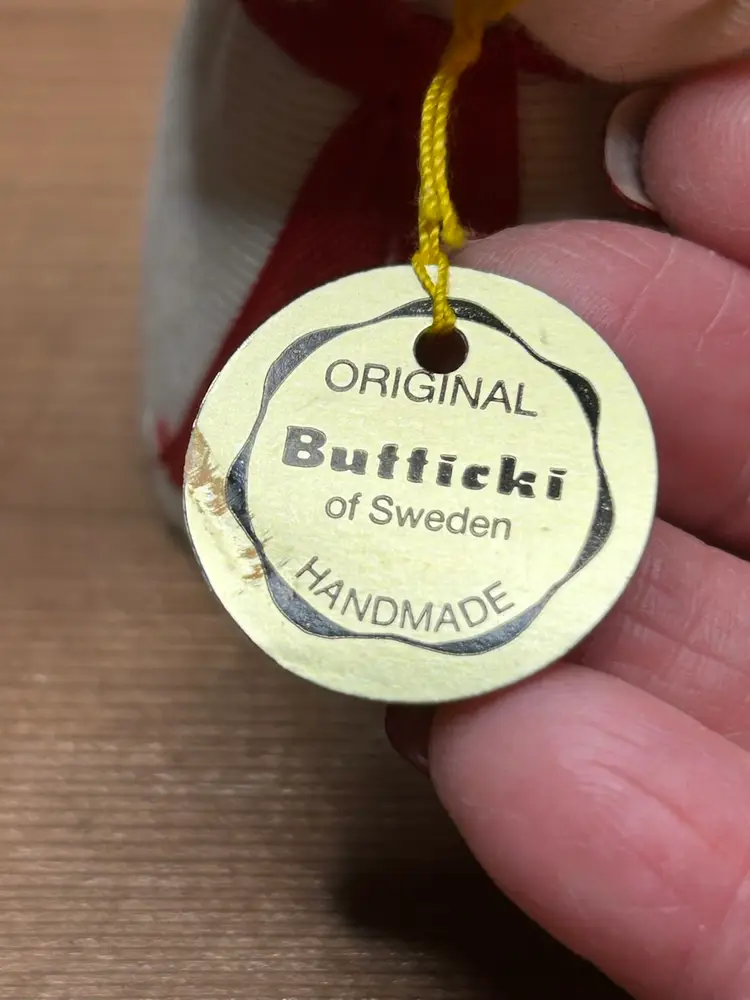 ORIGINAL
Butticki
of Sweden
HANDMADE